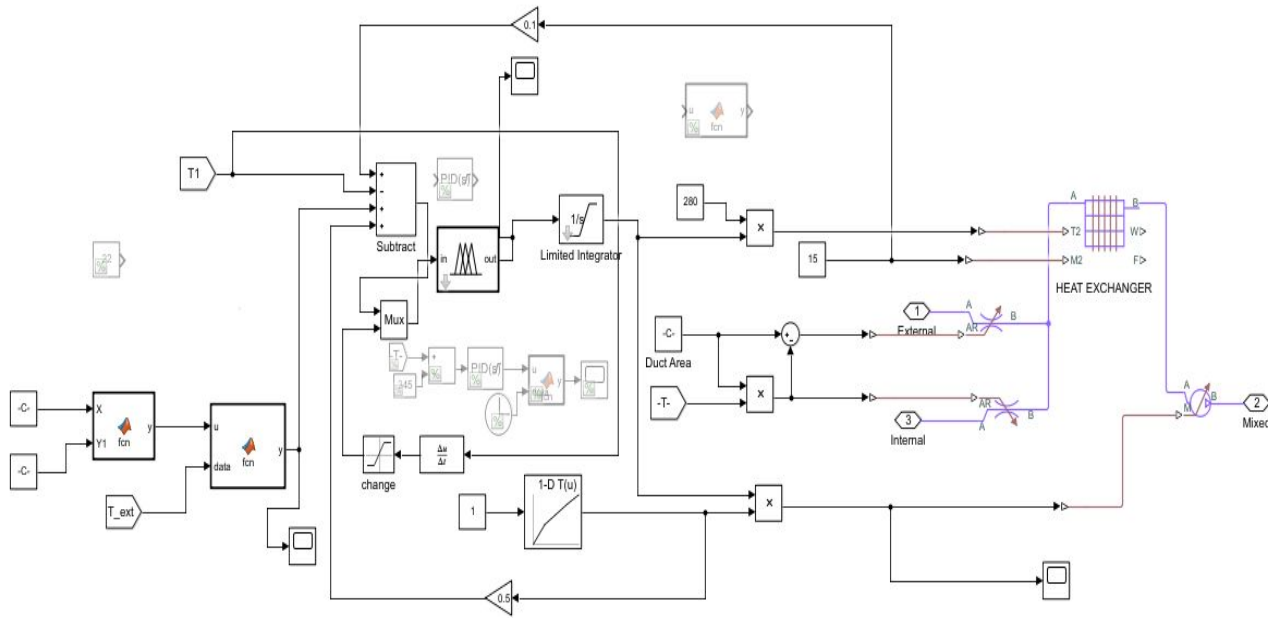 0.1
T1
+
-
+
+
Subtract
PID(s)
in
out
1/s
Limited Integrator
u
y
fcn
280
×
15
A
B
T2
W
M2
F
HEAT EXCHANGER
1
External
A
AR
B
-C-
Duct Area
+
-
×
-T-
3
Internal
A
AR
B
A
M
B
2
Mixed
Mux
-T-
+
PID(s)
u
y
345
-C-
X
Y1
fcn
y
-C-
u
data
fcn
y
T_ext
change
Δu
Δt
1
1-D T(u)
×
0.5